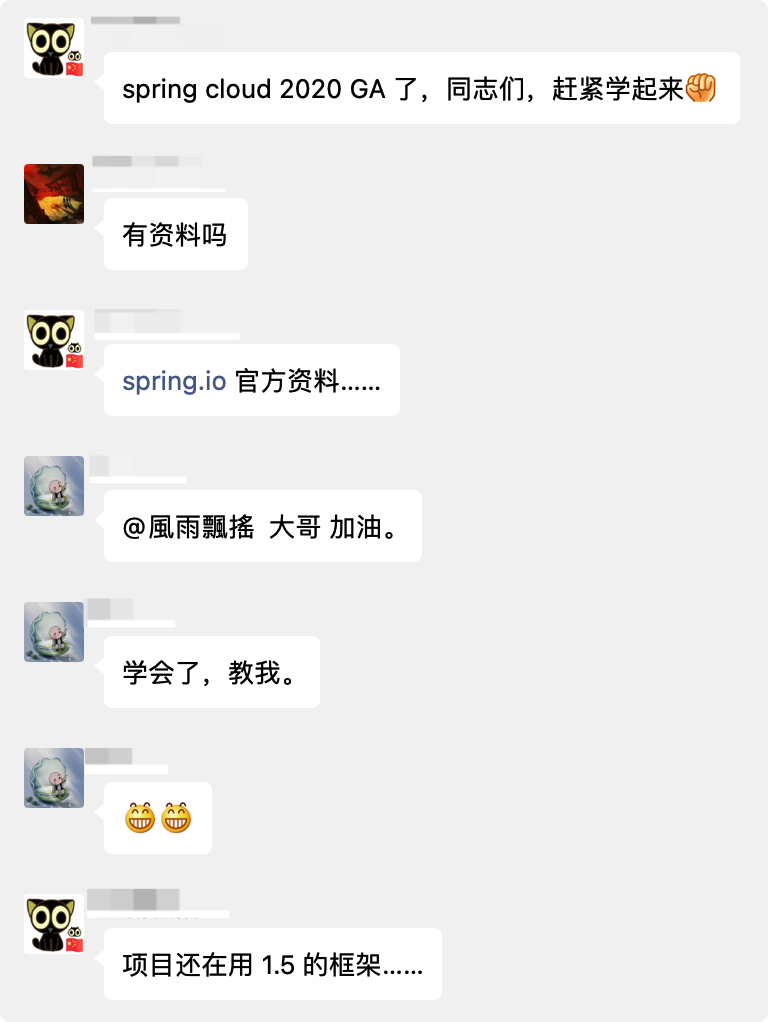 spring cloud 2020 GA 了，同志们，赶紧学起来
有资料吗
spring.io 官方资料……
@風雨飄搖 大哥 加油。
学会了，教我。
项目还在用 1.5 的框架……